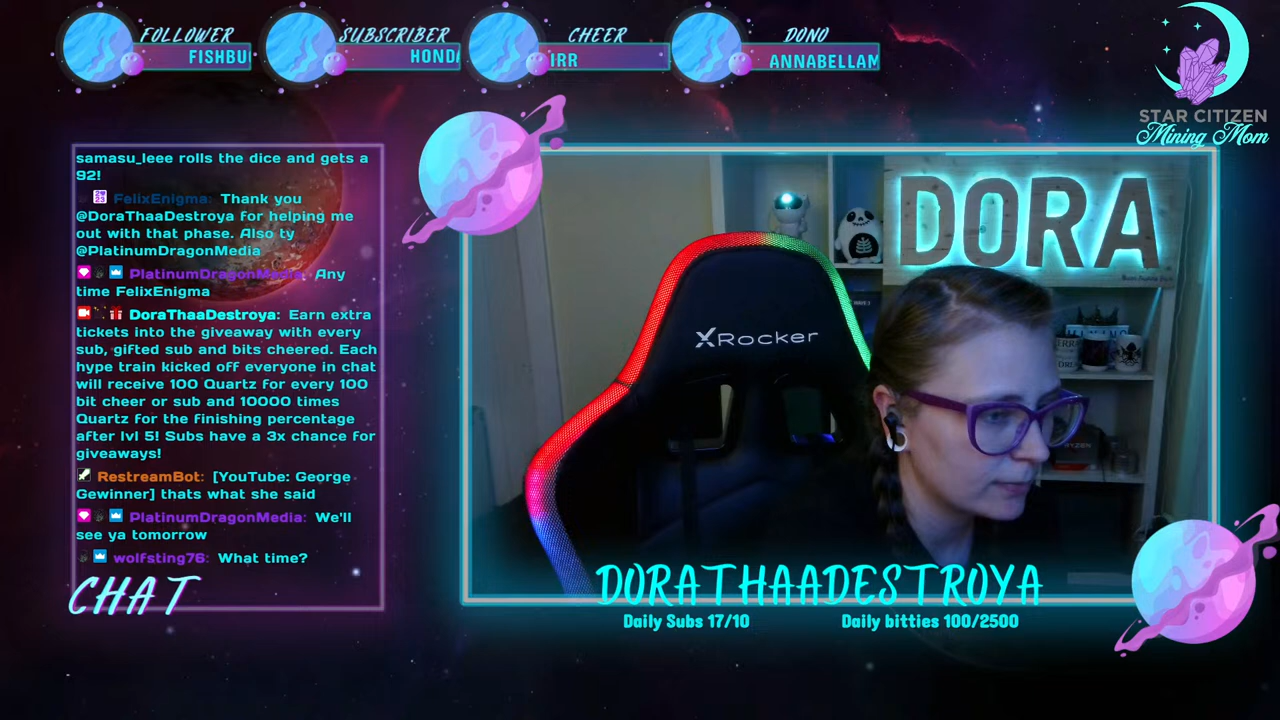 FOLLOWER
SUBSCRIBER
CHEER
DONO
FISHBU
HOND
IRR
ANNABELLAM
STAR CITIZEN
Mining Mom
samasu_leee rolls the dice and gets a
92!
FelixEnigma: Thank you
@DoraThaaDestroya for helping me
out with that phase. Also ty
@PlatinumDragonMedia
PlatinumDragonMedia: Any
time FelixEnigma
DoraThaaDestroya: Earn extra
tickets into the giveaway with every
sub, gifted sub and bits cheered. Each
hype train kicked off everyone in chat
will receive 100 Quartz for every 100
bit cheer or sub and 10000 times
Quartz for the finishing percentage
after lvl 5! Subs have a 3x chance for
giveaways!
RestreamBot: [YouTube: George
Gewinner] thats what she said
PlatinumDragonMedia: We'll
see ya tomorrow
wolfsting76: What time?
CHAT
DORA
XRocker
RYZEN
DORATHAADESTROYA
Daily Subs 17/10
Daily bitties 100/2500